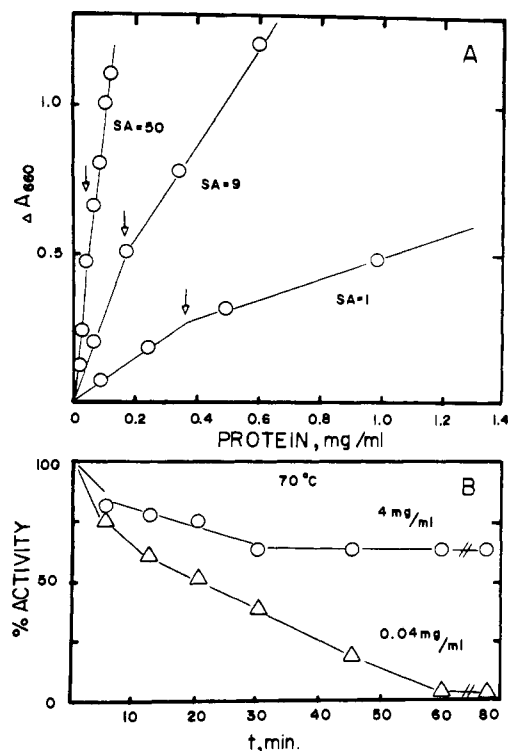 A
1.0
SA=50
SA=9
Δ A660
0.5
SA=1
0
0 0.2 0.4 0.6 0.8 1.0 1.2 1.4
PROTEIN, mg/ml
100
70 °C
B
4 mg/ml
% ACTIVITY
50
0.04 mg/ml
0
10 20 30 40 50 60 80
t, min.